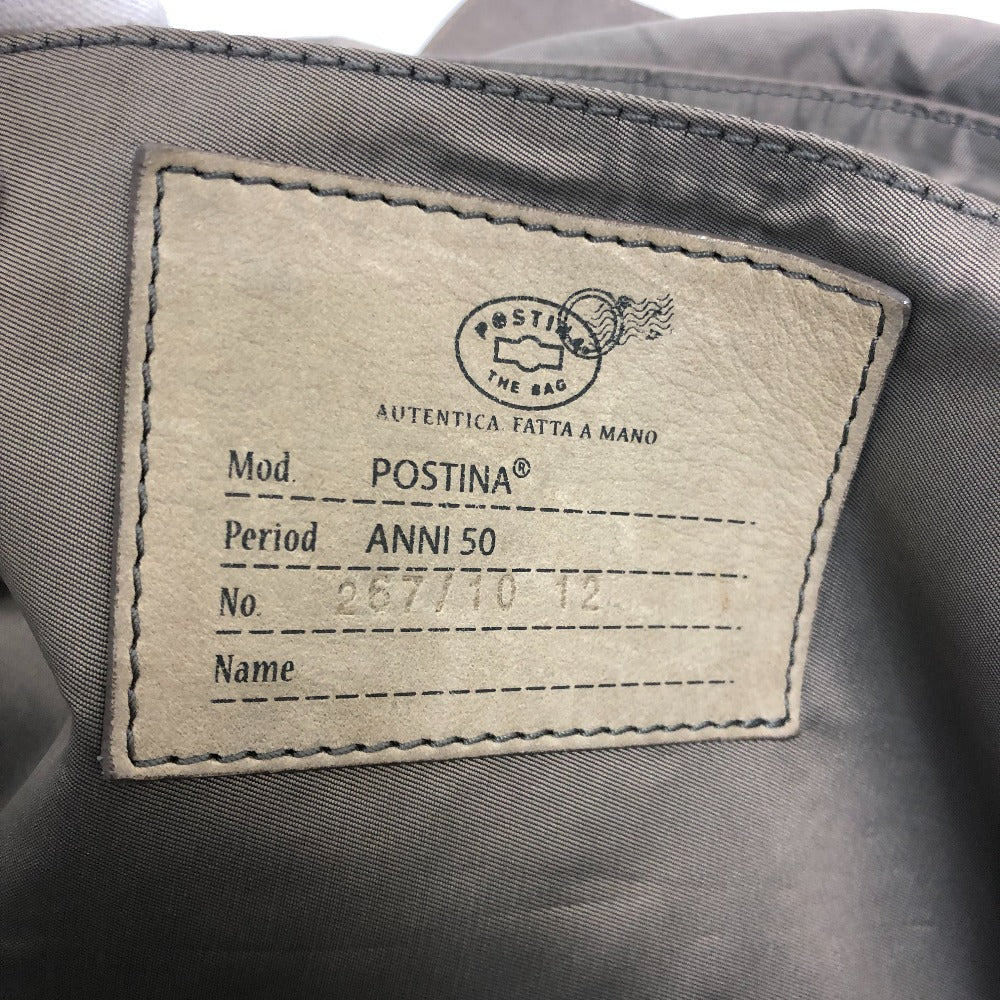 POSTINA
THE BAG
AUTENTICA. FATTA A MANO
Mod. POSTINA®
Period ANNI 50
No. 267/10 12
Name